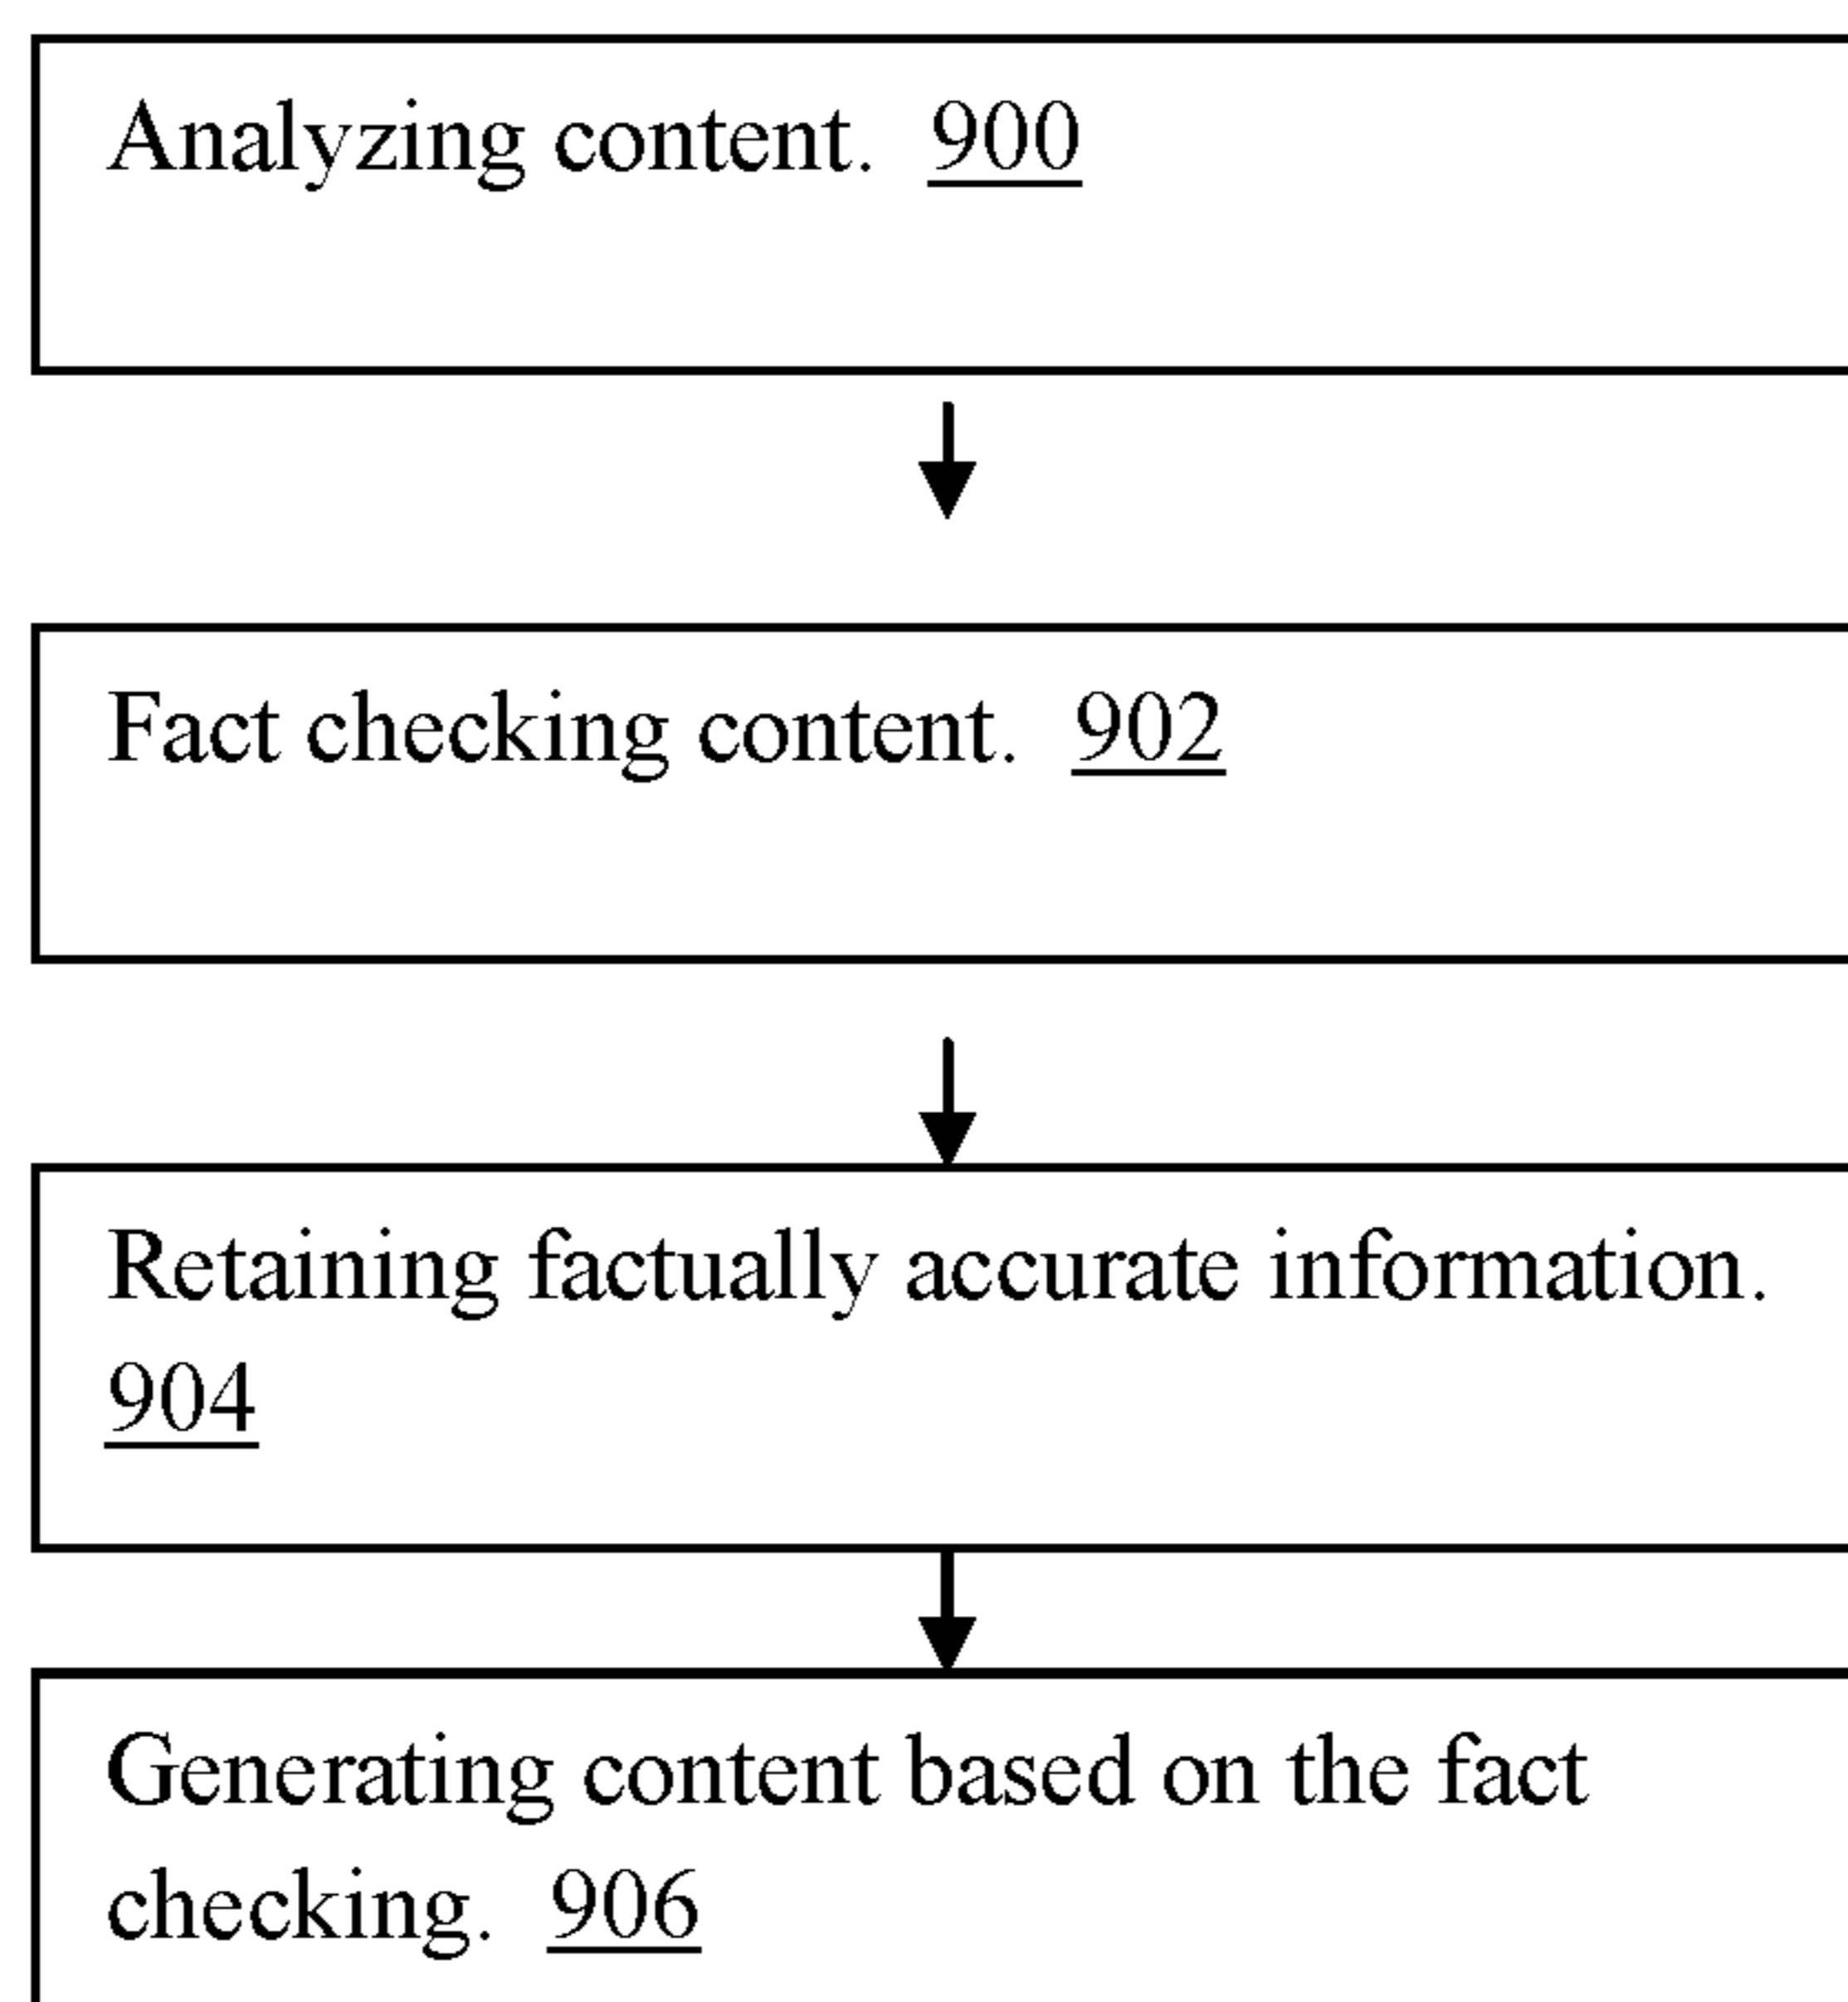 Analyzing content. 900
Fact checking content. 902
Retaining factually accurate information.
904
Generating content based on the fact
checking. 906